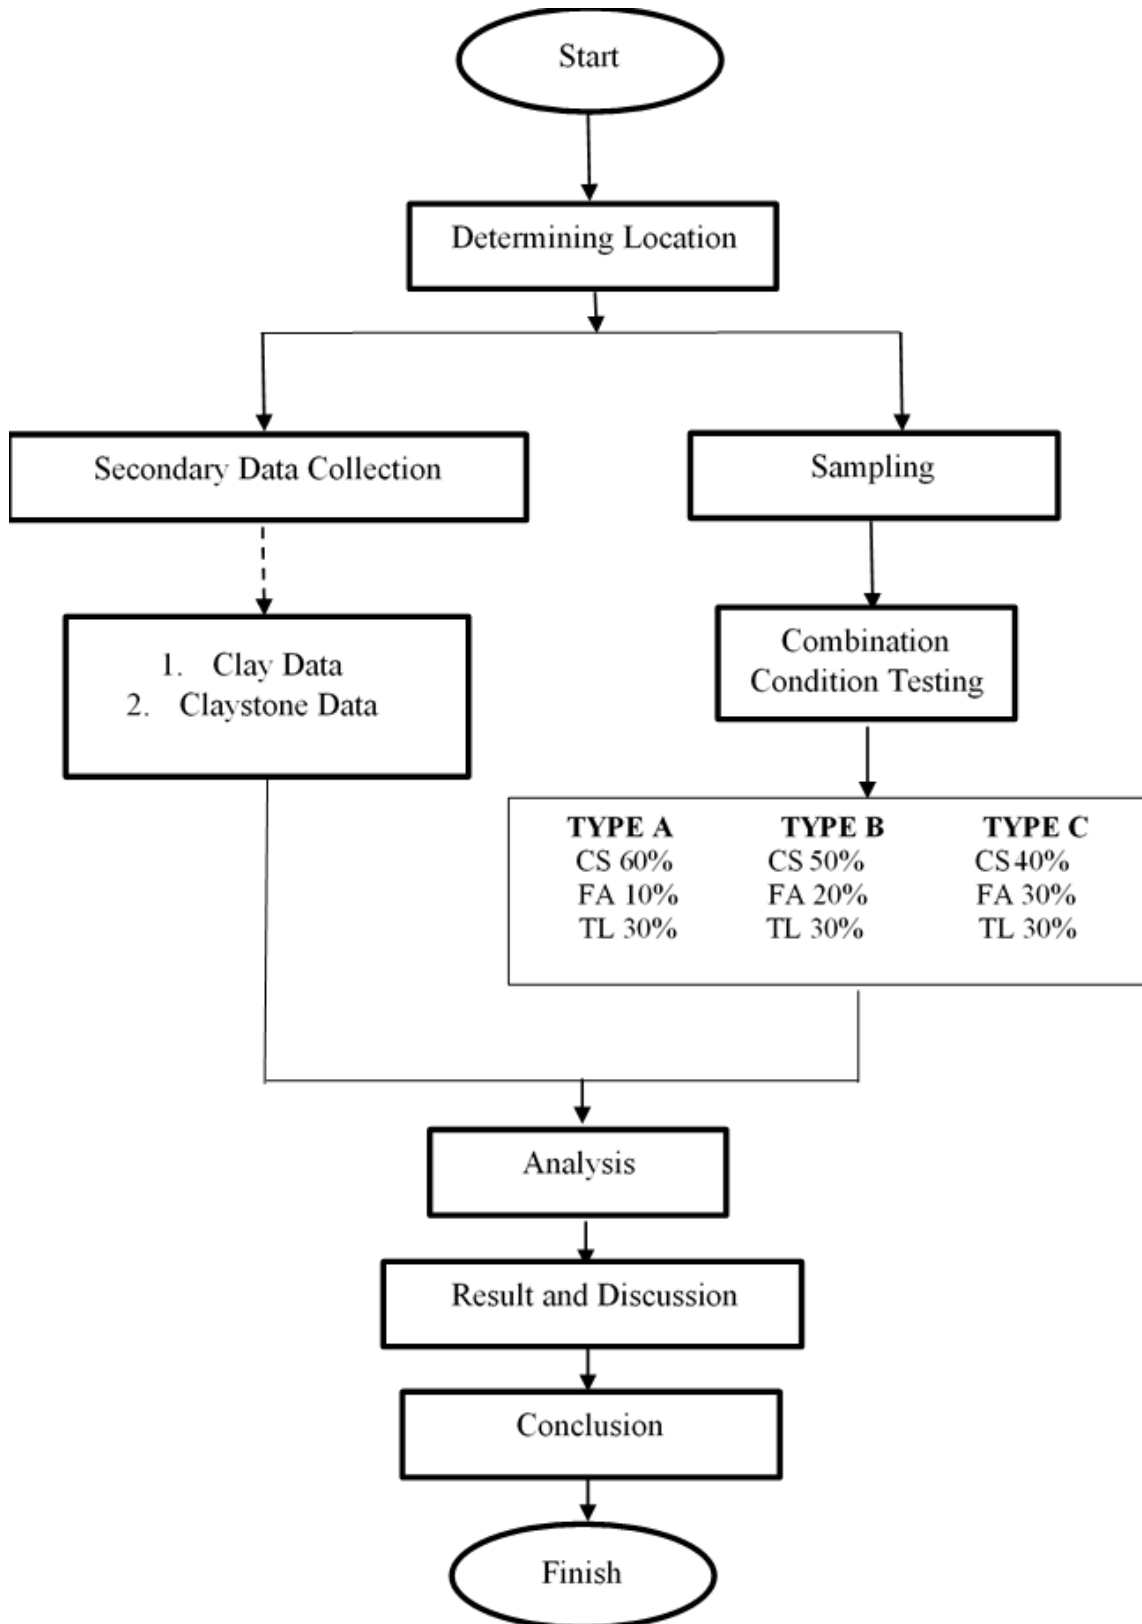 Start
Determining Location
Secondary Data Collection
Sampling
1. Clay Data
2. Claystone Data
Combination
Condition Testing
TYPE A TYPE B TYPE C
CS 60% CS 50% CS 40%
FA 10% FA 20% FA 30%
TL 30% TL 30% TL 30%
Analysis
Result and Discussion
Conclusion
Finish